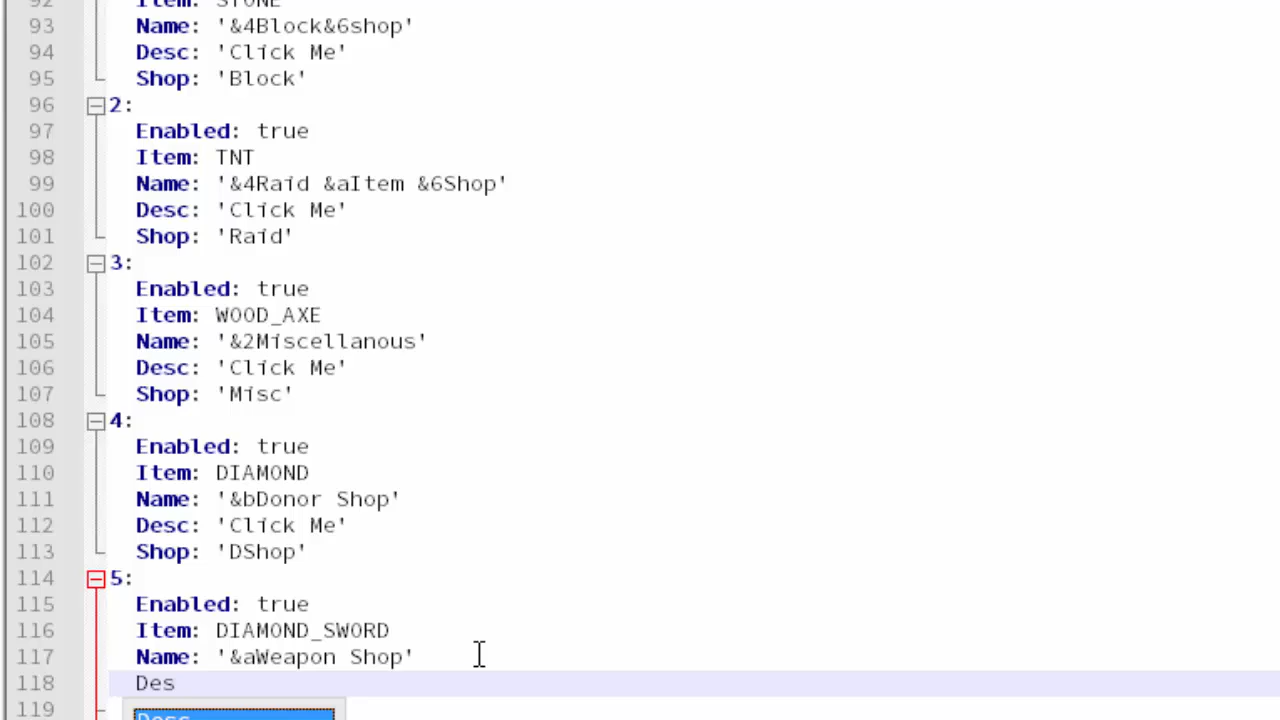 92 Item: STONE
93 Name: '&4Block&6shop'
94 Desc: 'Click Me'
95 Shop: 'Block'
96 2:
97 Enabled: true
98 Item: TNT
99 Name: '&4Raid &aItem &6Shop'
100 Desc: 'Click Me'
101 Shop: 'Raid'
102 3:
103 Enabled: true
104 Item: WOOD_AXE
105 Name: '&2Miscellanous'
106 Desc: 'Click Me'
107 Shop: 'Misc'
108 4:
109 Enabled: true
110 Item: DIAMOND
111 Name: '&bDonor Shop'
112 Desc: 'Click Me'
113 Shop: 'DShop'
114 5:
115 Enabled: true
116 Item: DIAMOND_SWORD
117 Name: '&aWeapon Shop'
118 Des
119
Desc